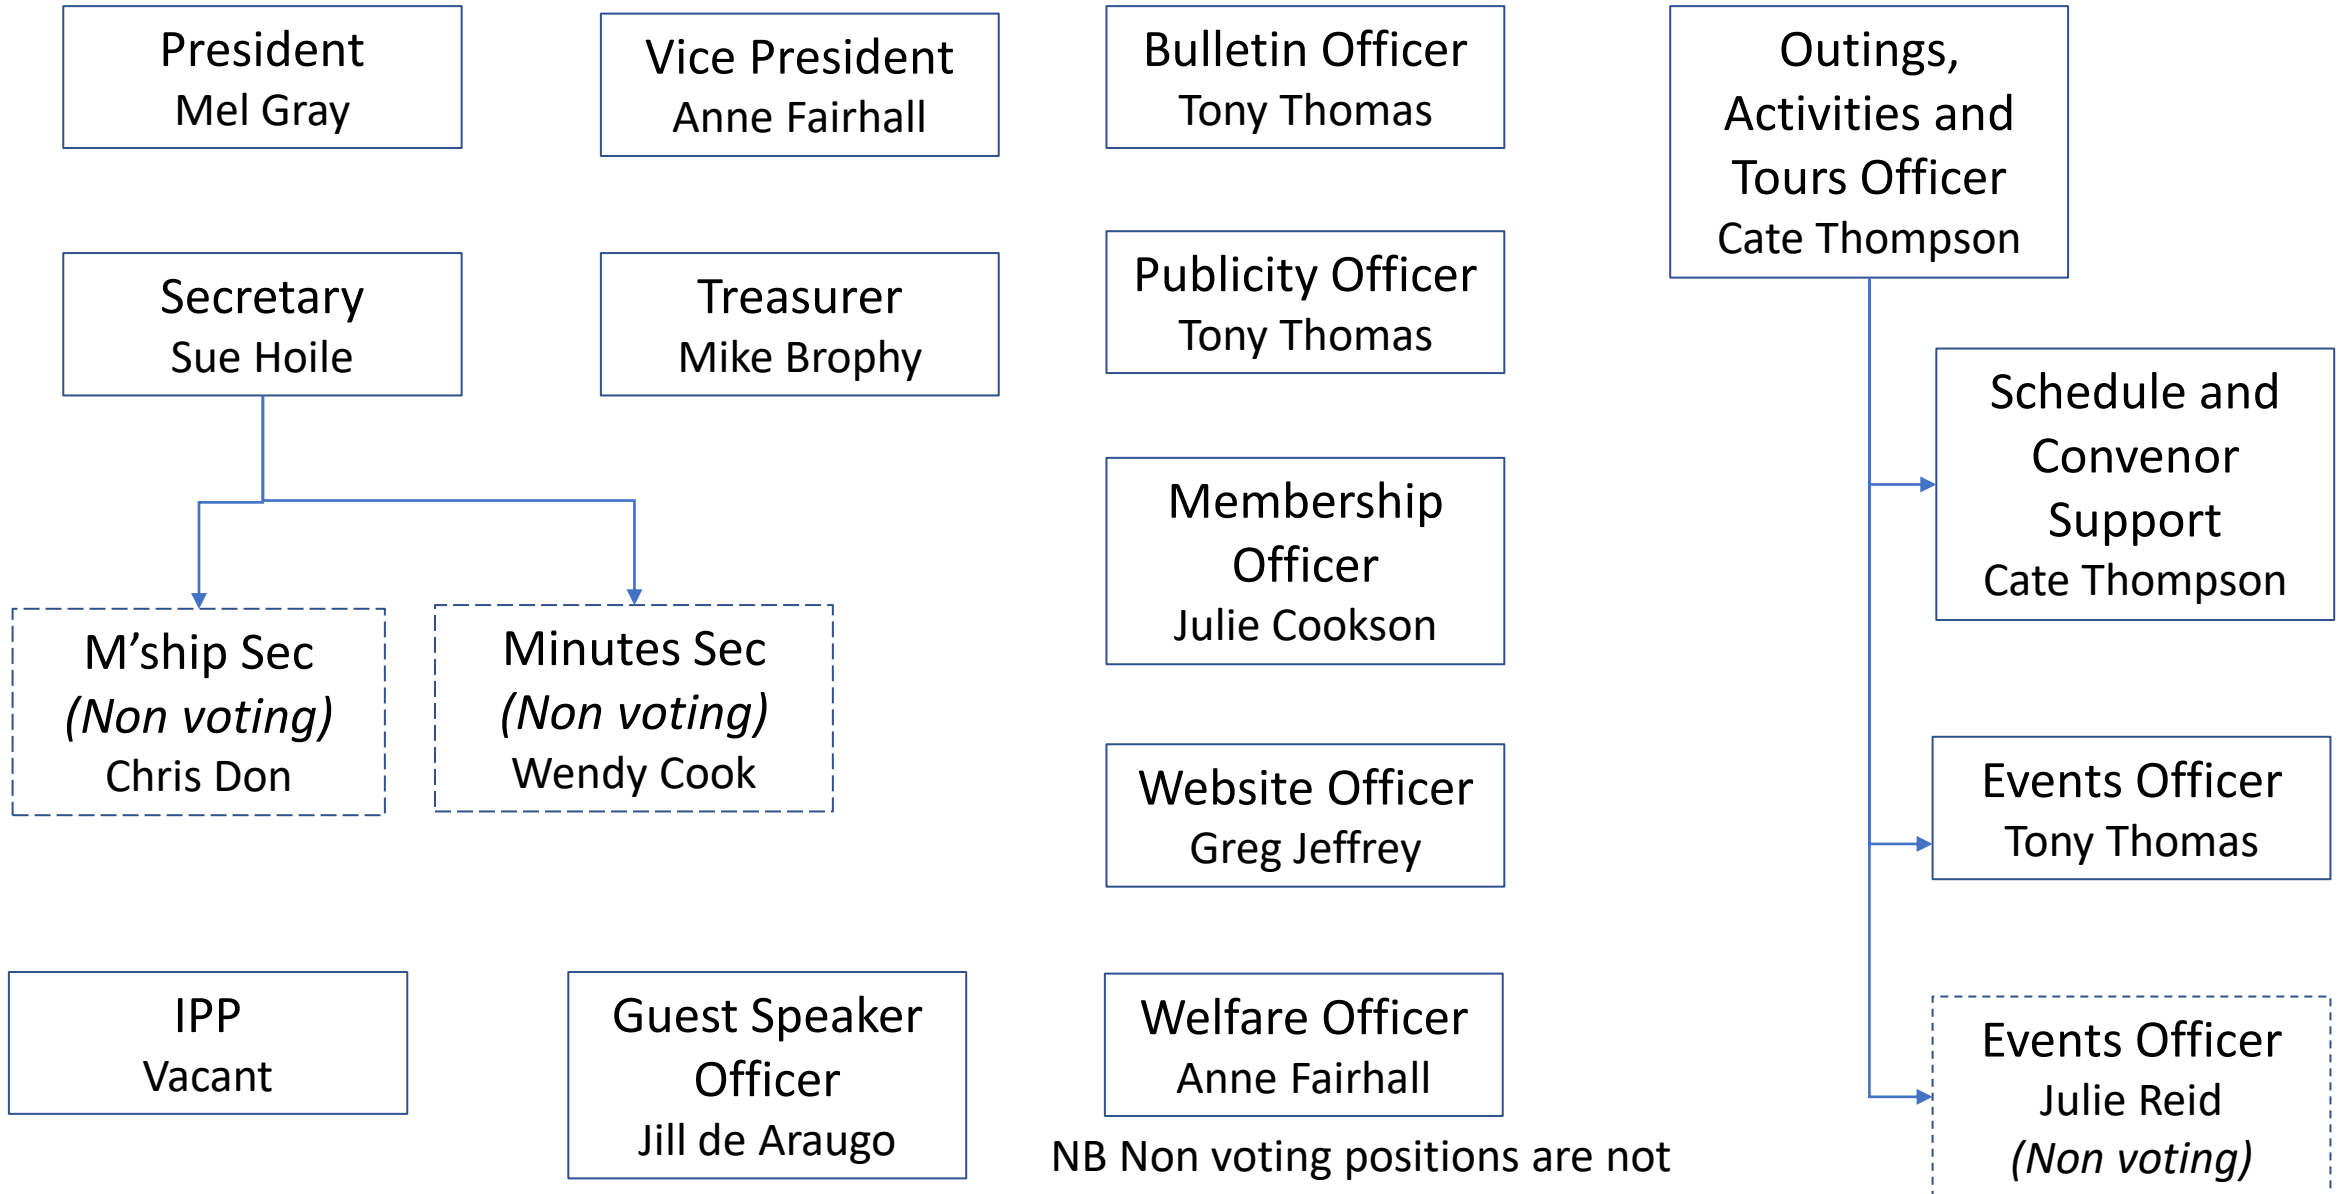 President
Mel Gray
Vice President
Anne Fairhall
Bulletin Officer
Tony Thomas
Outings,
Activities and
Tours Officer
Cate Thompson
Secretary
Sue Hoile
Treasurer
Mike Brophy
Publicity Officer
Tony Thomas
Schedule and
Convenor
Support
Cate Thompson
M'ship Sec
(Non voting)
Chris Don
Minutes Sec
(Non voting)
Wendy Cook
Membership
Officer
Julie Cookson
Website Officer
Greg Jeffrey
Events Officer
Tony Thomas
IPP
Vacant
Guest Speaker
Officer
Jill de Araugo
Welfare Officer
Anne Fairhall
Events Officer
Julie Reid
(Non voting)
NB Non voting positions are not